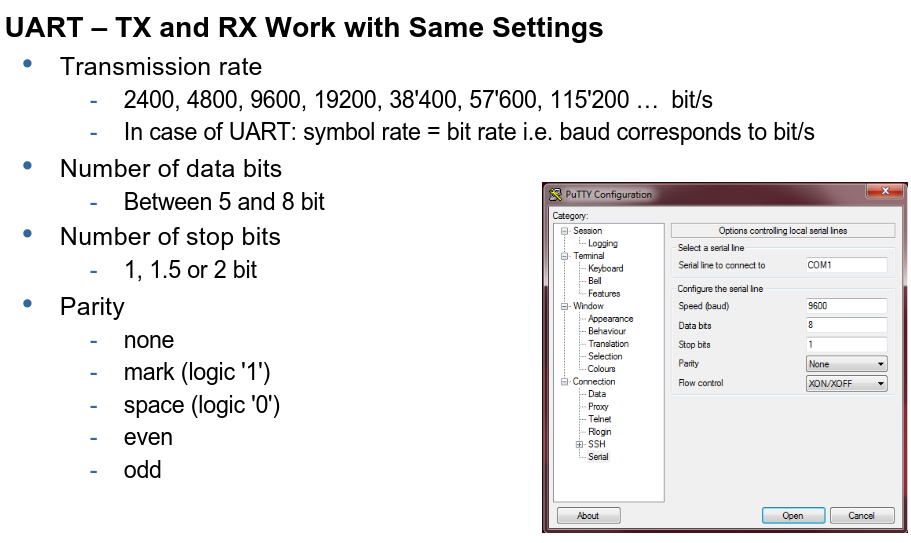 UART – TX and RX Work with Same Settings
• Transmission rate
- 2400, 4800, 9600, 19200, 38'400, 57'600, 115'200 … bit/s
- In case of UART: symbol rate = bit rate i.e. baud corresponds to bit/s
• Number of data bits
- Between 5 and 8 bit
• Number of stop bits
- 1, 1.5 or 2 bit
• Parity
- none
- mark (logic '1')
- space (logic '0')
- even
- odd
PuTTY Configuration
Category:
Session
Logging
Terminal
Keyboard
Bell
Features
Window
Appearance
Behaviour
Translation
Selection
Colours
Connection
Data
Proxy
Telnet
Rlogin
SSH
Serial
Options controlling local serial lines
Select a serial line
Serial line to connect to COM1
Configure the serial line
Speed (baud) 9600
Data bits 8
Stop bits 1
Parity None
Flow control XON/XOFF
About Open Cancel